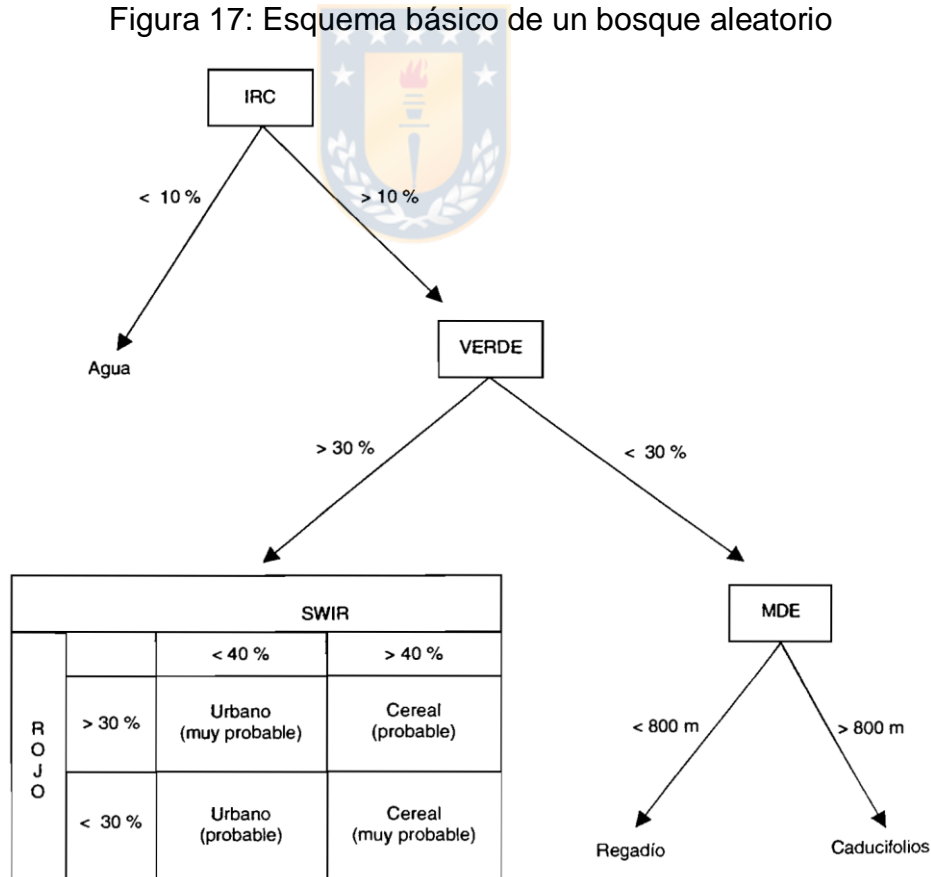 Figura 17: Esquema básico de un bosque aleatorio
IRC
< 10 %
> 10 %
Agua
VERDE
> 30 %
< 30 %
SWIR
< 40 %
> 40 %
ROJO
> 30 %
Urbano
(muy probable)
Cereal
(probable)
< 30 %
Urbano
(probable)
Cereal
(muy probable)
MDE
< 800 m
> 800 m
Regadío
Caducifolios